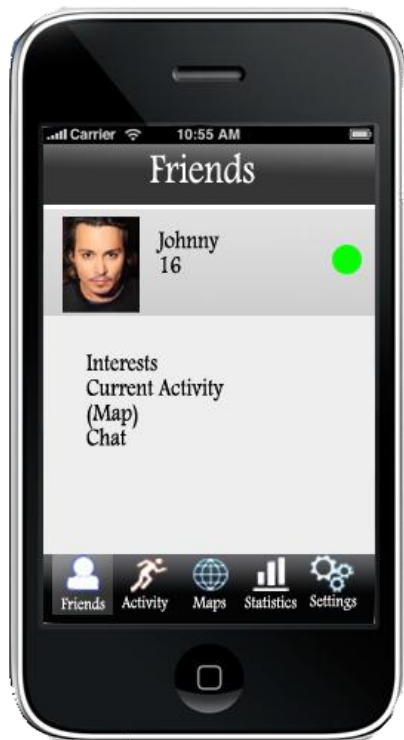 Carrier 10:55 AM
Friends
Johnny
16
Interests
Current Activity
(Map)
Chat
Friends Activity Maps Statistics Settings